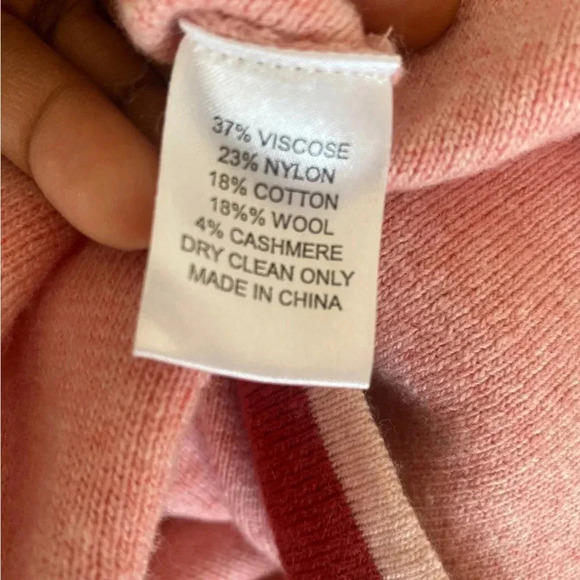 37% VISCOSE
23% NYLON
18% COTTON
18%% WOOL
4% CASHMERE
DRY CLEAN ONLY
MADE IN CHINA